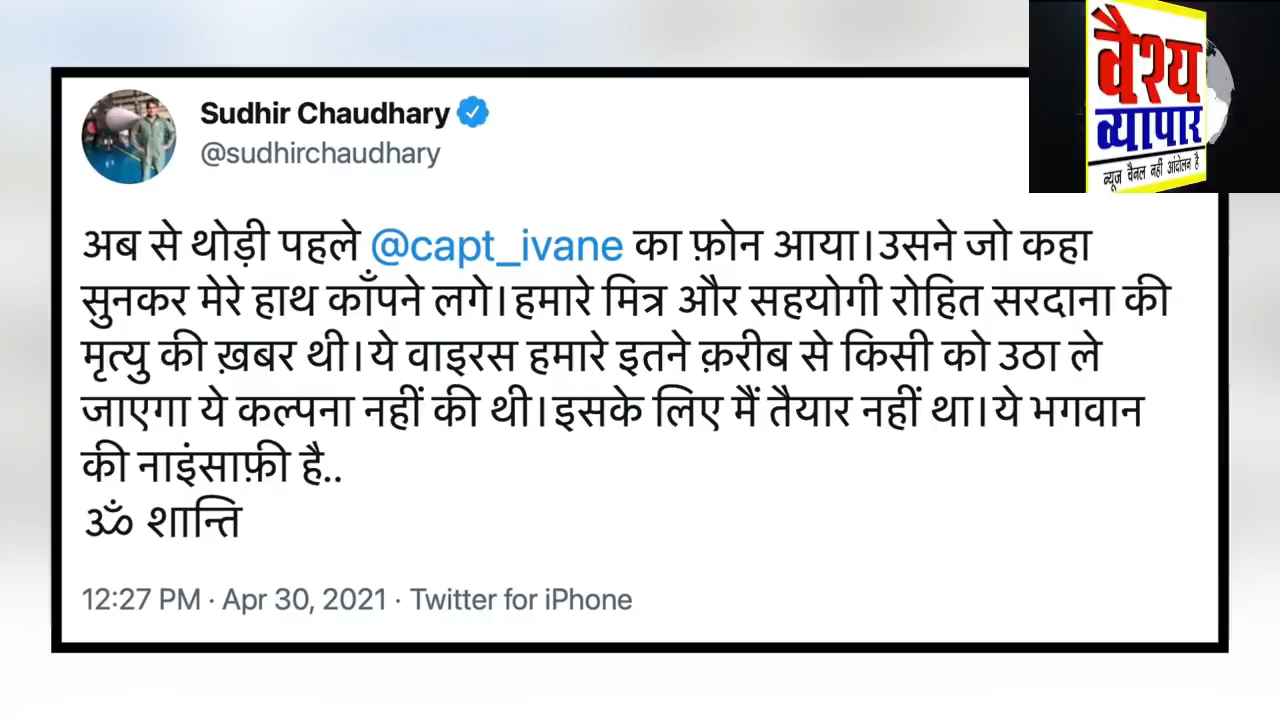 Sudhir Chaudhary
@sudhirchaudhary
वैश्य
व्यापार
न्यूज चैनल नहीं आंदोलन है
अब से थोड़ी पहले @capt_ivane का फ़ोन आया।उसने जो कहा
सुनकर मेरे हाथ काँपने लगे।हमारे मित्र और सहयोगी रोहित सरदाना की
मृत्यु की ख़बर थी।ये वाइरस हमारे इतने क़रीब से किसी को उठा ले
जाएगा ये कल्पना नहीं की थी।इसके लिए मैं तैयार नहीं था।ये भगवान
की नाइंसाफ़ी है..
ॐ शान्ति
12:27 PM · Apr 30, 2021 · Twitter for iPhone